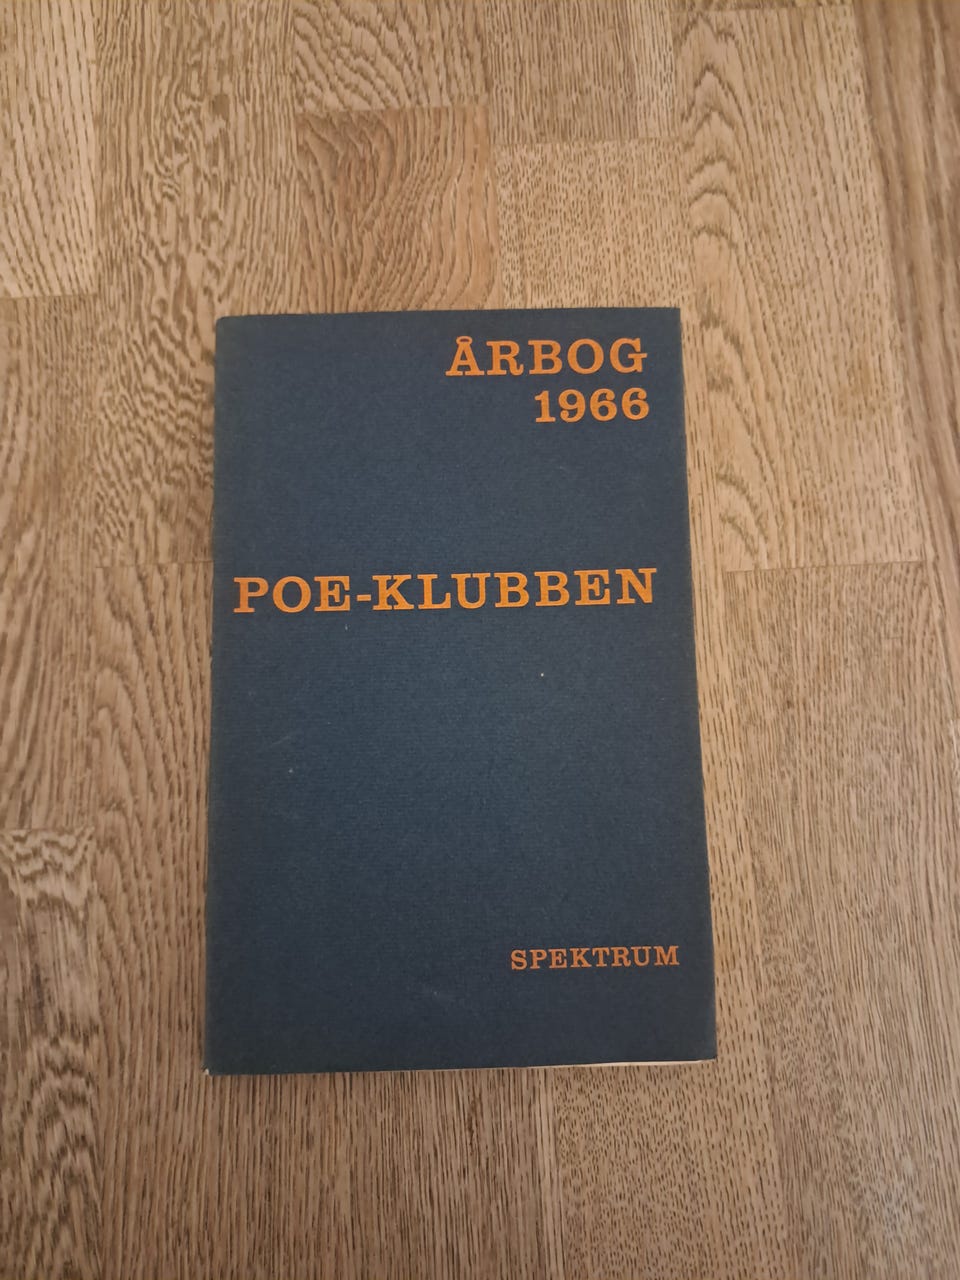 ÅRBOG
1966
POE-KLUBBEN
SPEKTRUM